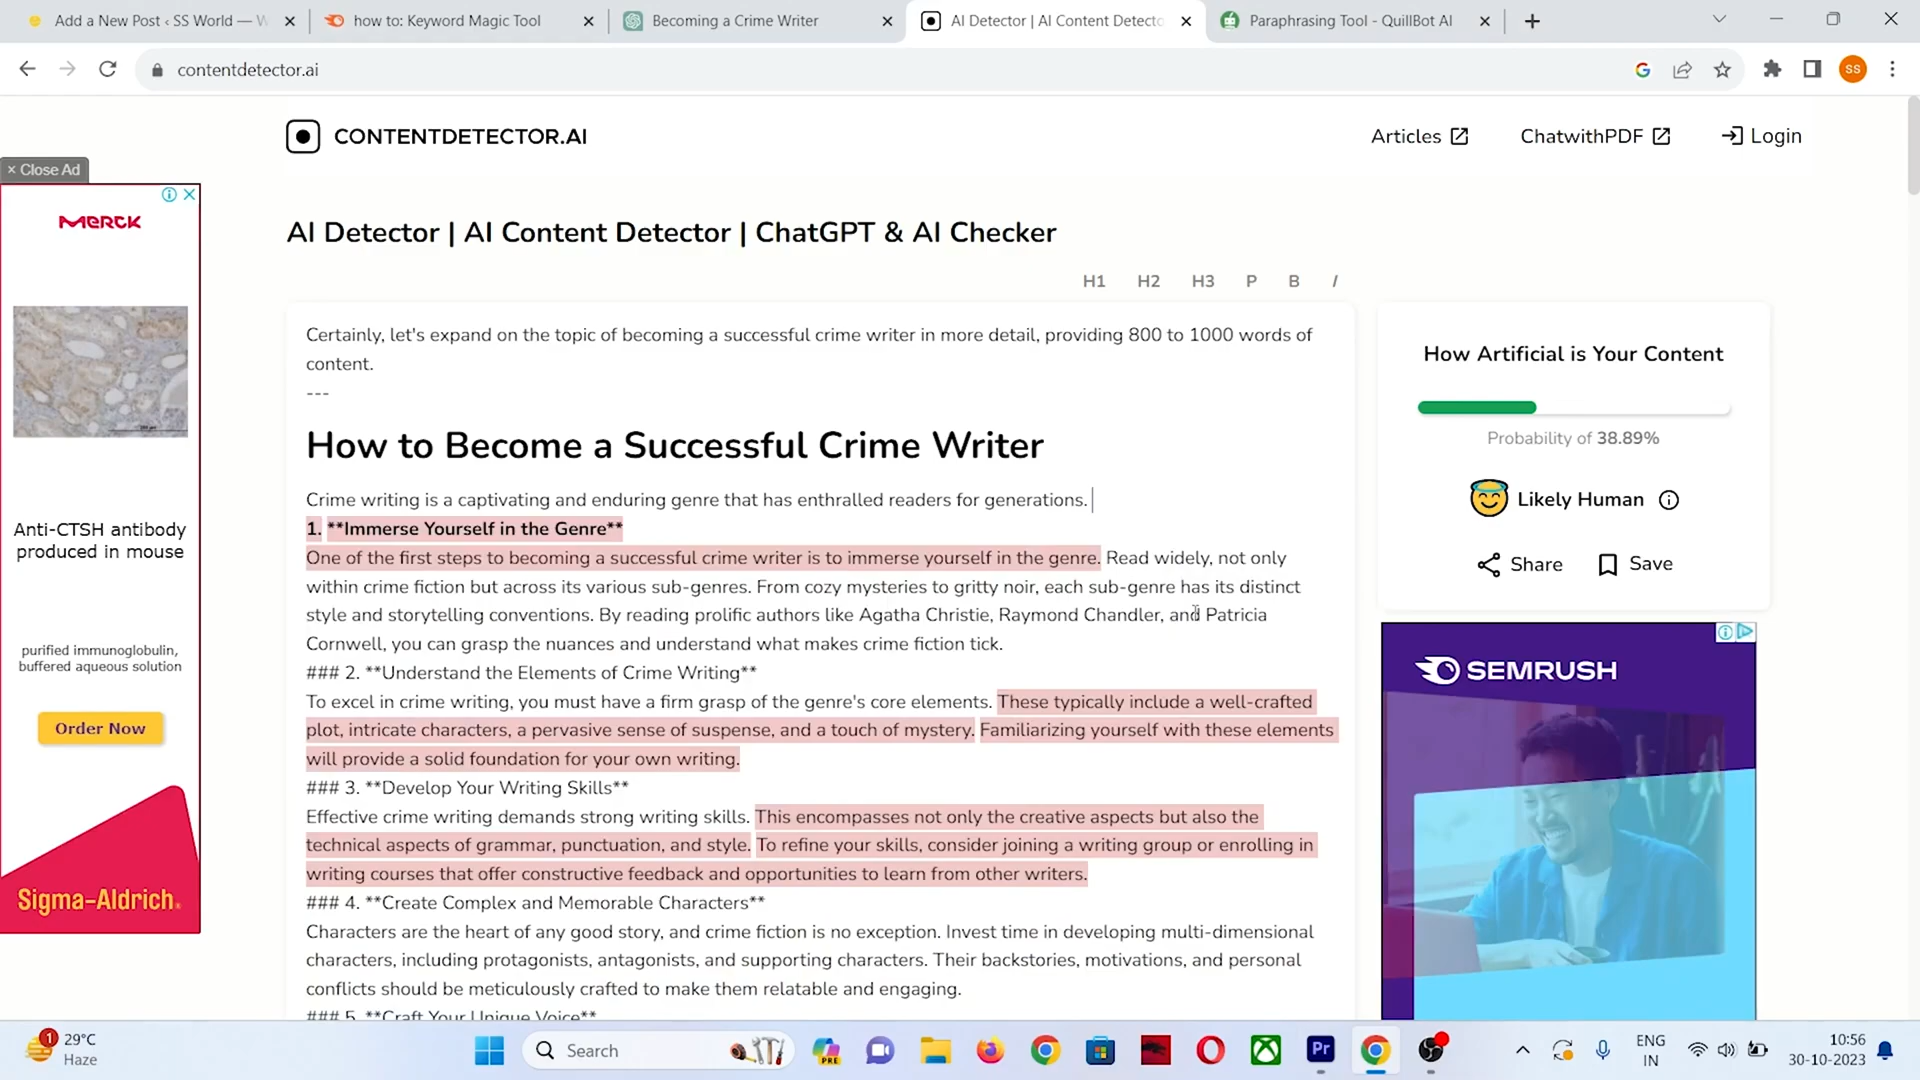 Add a New Post ‹ SS World — W
how to: Keyword Magic Tool
Becoming a Crime Writer
AI Detector | AI Content Detecto
Paraphrasing Tool - QuillBot AI
contentdetector.ai
SS
CONTENTDETECTOR.AI
Articles
ChatwithPDF
Login
× Close Ad
MERCK
Anti-CTSH antibody
produced in mouse
purified immunoglobulin,
buffered aqueous solution
Order Now
Sigma-Aldrich.
AI Detector | AI Content Detector | ChatGPT & AI Checker
H1 H2 H3 P B I
Certainly, let's expand on the topic of becoming a successful crime writer in more detail, providing 800 to 1000 words of
content.
---
How to Become a Successful Crime Writer
Crime writing is a captivating and enduring genre that has enthralled readers for generations.
1. **Immerse Yourself in the Genre**
One of the first steps to becoming a successful crime writer is to immerse yourself in the genre. Read widely, not only
within crime fiction but across its various sub-genres. From cozy mysteries to gritty noir, each sub-genre has its distinct
style and storytelling conventions. By reading prolific authors like Agatha Christie, Raymond Chandler, and Patricia
Cornwell, you can grasp the nuances and understand what makes crime fiction tick.
### 2. **Understand the Elements of Crime Writing**
To excel in crime writing, you must have a firm grasp of the genre's core elements. These typically include a well-crafted
plot, intricate characters, a pervasive sense of suspense, and a touch of mystery. Familiarizing yourself with these elements
will provide a solid foundation for your own writing.
### 3. **Develop Your Writing Skills**
Effective crime writing demands strong writing skills. This encompasses not only the creative aspects but also the
technical aspects of grammar, punctuation, and style. To refine your skills, consider joining a writing group or enrolling in
writing courses that offer constructive feedback and opportunities to learn from other writers.
### 4. **Create Complex and Memorable Characters**
Characters are the heart of any good story, and crime fiction is no exception. Invest time in developing multi-dimensional
characters, including protagonists, antagonists, and supporting characters. Their backstories, motivations, and personal
conflicts should be meticulously crafted to make them relatable and engaging.
### 5. **Craft Your Unique Voice**
How Artificial is Your Content
Probability of 38.89%
Likely Human
Share
Save
SEMRUSH
1
29°C
Haze
Search
PRE
Pr
ENG
IN
10:56
30-10-2023